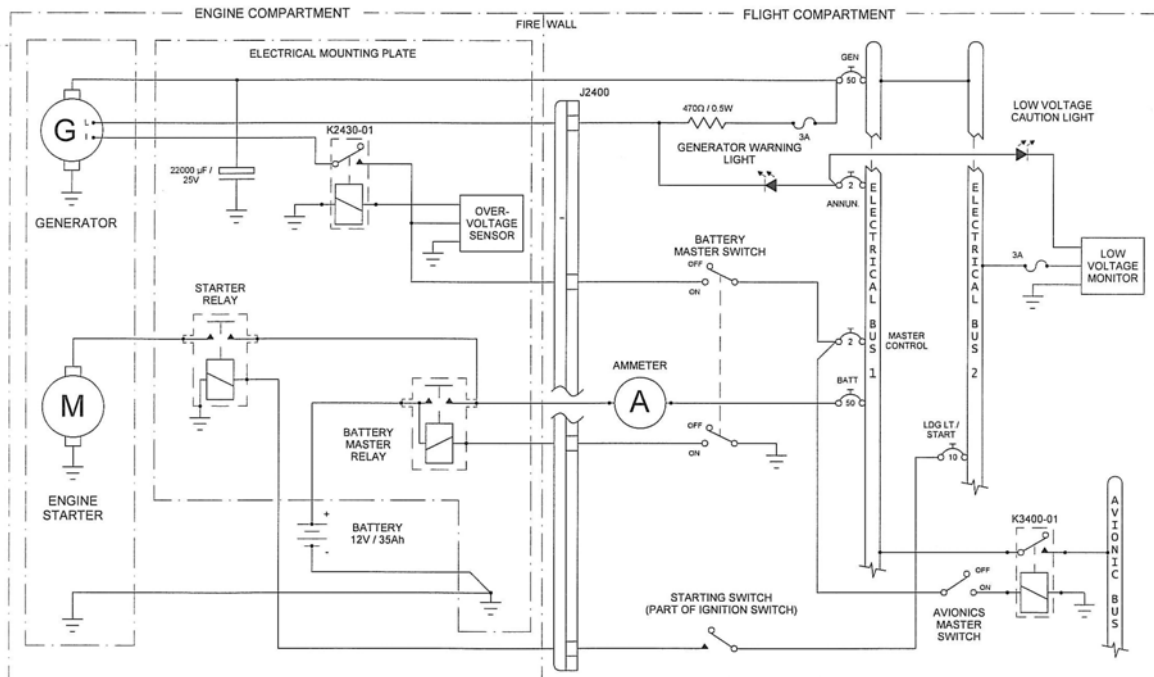 ENGINE COMPARTMENT
FLIGHT COMPARTMENT
FIRE WALL
ELECTRICAL MOUNTING PLATE
GEN
50
J2400
G
L
I
K2430-01
470Ω / 0.5W
3A
LOW VOLTAGE
CAUTION LIGHT
GENERATOR WARNING
LIGHT
22000 µF /
25V
2
ANNUN.
GENERATOR
OVER-
VOLTAGE
SENSOR
BATTERY
MASTER SWITCH
OFF
ON
3A
LOW
VOLTAGE
MONITOR
STARTER
RELAY
ELECTRICAL BUS 1
ELECTRICAL BUS 2
2
MASTER
CONTROL
AMMETER
A
BATT
50
M
BATTERY
MASTER
RELAY
OFF
ON
LDG LT /
START
10
ENGINE
STARTER
+
-
BATTERY
12V / 35Ah
K3400-01
AVIONIC BUS
OFF
ON
STARTING SWITCH
(PART OF IGNITION SWITCH)
AVIONICS
MASTER
SWITCH